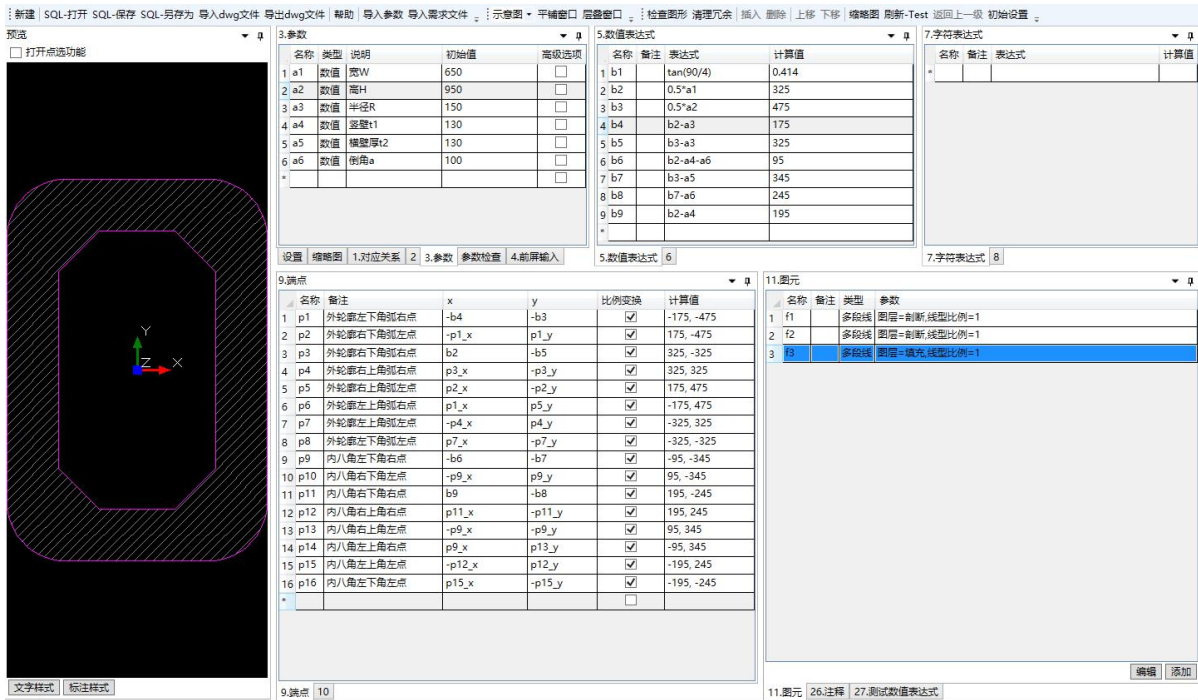 新建 SQL-打开 SQL-保存 SQL-另存为 导入dwg文件 导出dwg文件 帮助 导入参数 导入需求文件 示意图 平铺窗口 层叠窗口 检查图形 清理冗余 插入 删除 上移 下移 缩略图 刷新-Test 返回上一级 初始设置
预览
打开点选功能
Y
Z X
文字样式 标注样式
3.参数
名称 类型 说明 初始值 高级选项
1 a1 数值 宽W 650
2 a2 数值 高H 950
3 a3 数值 半径R 150
4 a4 数值 竖壁t1 130
5 a5 数值 横壁厚t2 130
6 a6 数值 倒角a 100
*
设置 缩略图 1.对应关系 2 3.参数 参数检查 4.前屏输入
5.数值表达式
名称 备注 表达式 计算值
1 b1 tan(90/4) 0.414
2 b2 0.5*a1 325
3 b3 0.5*a2 475
4 b4 b2-a3 175
5 b5 b3-a3 325
6 b6 b2-a4-a6 95
7 b7 b3-a5 345
8 b8 b7-a6 245
9 b9 b2-a4 195
*
5.数值表达式 6
7.字符表达式
名称 备注 表达式 计算值
*
7.字符表达式 8
9.端点
名称 备注 x y 比例变换 计算值
1 p1 外轮廓左下角弧右点 -b4 -b3 -175, -475
2 p2 外轮廓右下角弧左点 -p1_x p1_y 175, -475
3 p3 外轮廓右下角弧右点 b2 -b5 325, -325
4 p4 外轮廓右上角弧右点 p3_x -p3_y 325, 325
5 p5 外轮廓右上角弧左点 p2_x -p2_y 175, 475
6 p6 外轮廓左上角弧右点 p1_x p5_y -175, 475
7 p7 外轮廓左上角弧左点 -p4_x p4_y -325, 325
8 p8 外轮廓左下角弧左点 p7_x -p7_y -325, -325
9 p9 内八角左下角右点 -b6 -b7 -95, -345
10 p10 内八角右下角左点 -p9_x p9_y 95, -345
11 p11 内八角右下角右点 b9 -b8 195, -245
12 p12 内八角右上角右点 p11_x -p11_y 195, 245
13 p13 内八角右上角左点 -p9_x -p9_y 95, 345
14 p14 内八角左上角右点 p9_x p13_y -95, 345
15 p15 内八角左上角左点 -p12_x p12_y -195, 245
16 p16 内八角左下角左点 p15_x -p15_y -195, -245
*
9.端点 10
11.图元
名称 备注 类型 参数
1 f1 多段线 图层=剖断,线型比例=1
2 f2 多段线 图层=剖断,线型比例=1
3 f3 多段线 图层=填充,线型比例=1
编辑 添加
11.图元 26.注释 27.测试数值表达式